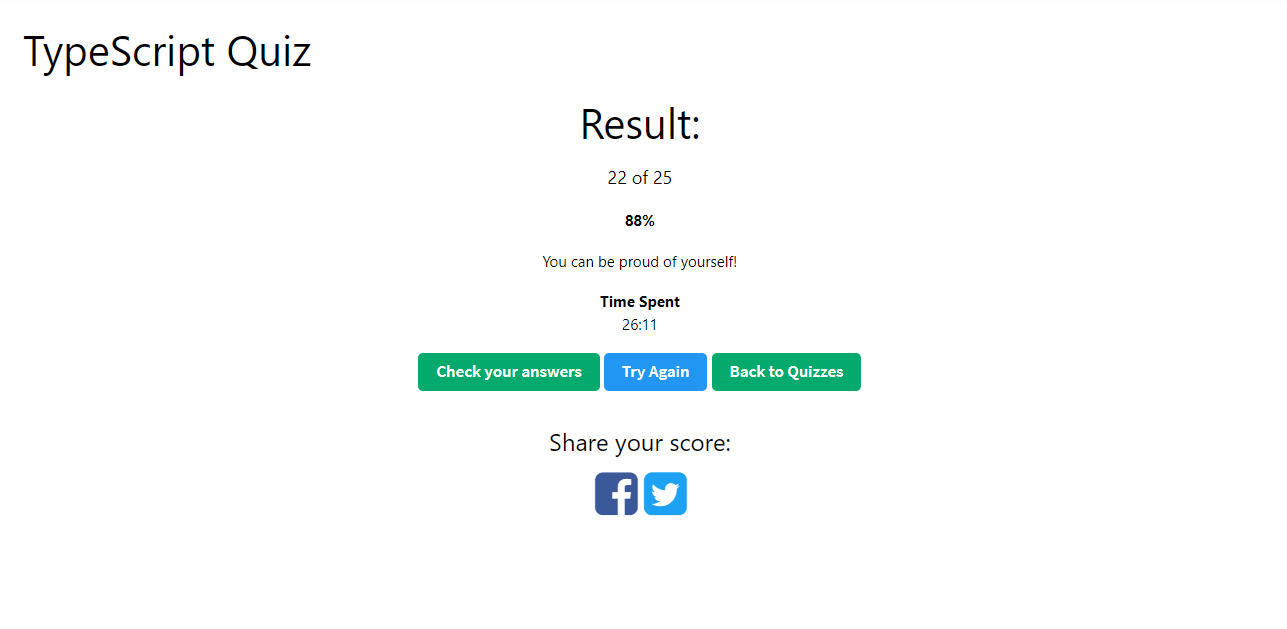 TypeScript Quiz
Result:
22 of 25
88%
You can be proud of yourself!
Time Spent
26:11
Check your answers Try Again Back to Quizzes
Share your score: